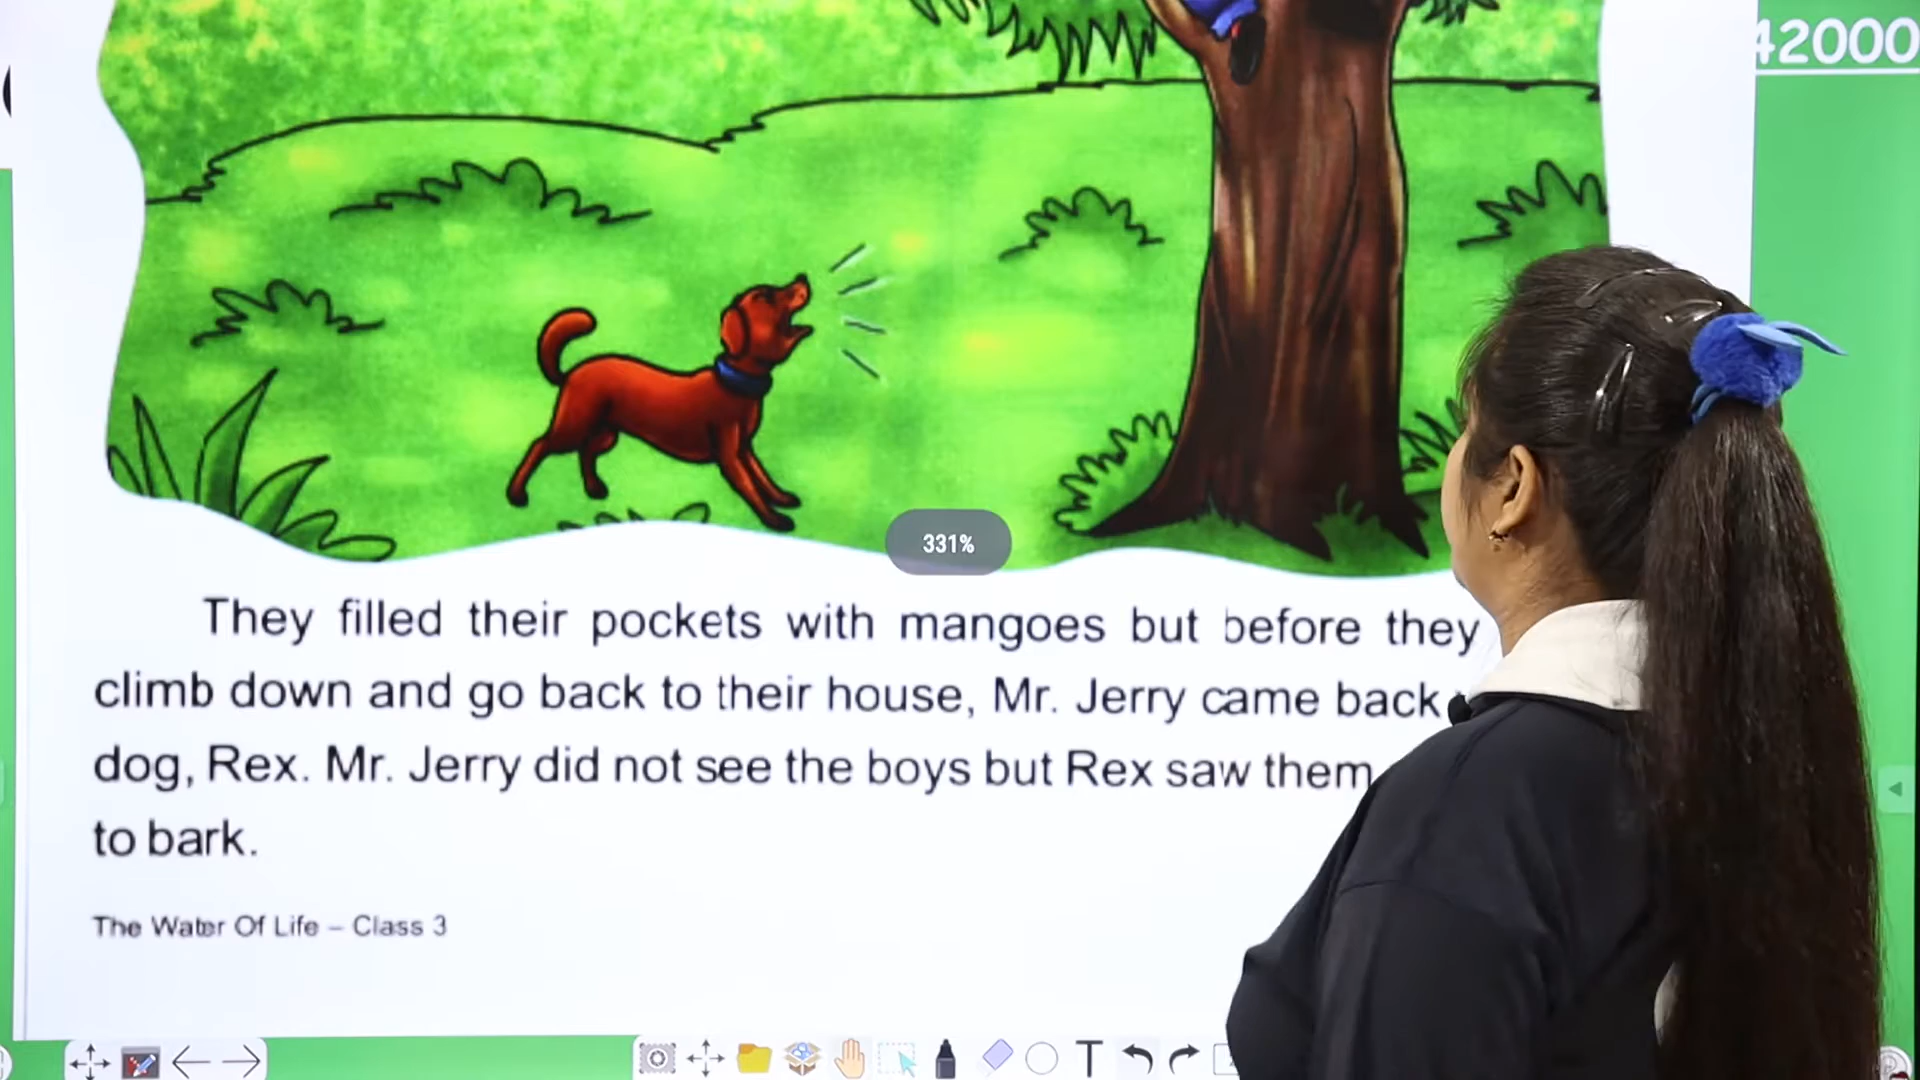 42000
331%
They filled their pockets with mangoes but before they
climb down and go back to their house, Mr. Jerry came back
dog, Rex. Mr. Jerry did not see the boys but Rex saw them
to bark.
The Water Of Life – Class 3
T